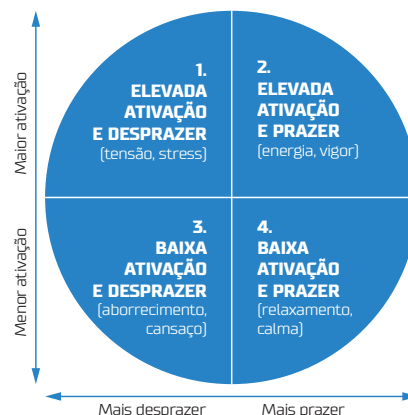 Maior ativação
1.
ELEVADA
ATIVAÇÃO
E DESPRAZER
(tensão, stress)
2.
ELEVADA
ATIVAÇÃO
E PRAZER
(energia, vigor)
Menor ativação
3.
BAIXA
ATIVAÇÃO
E DESPRAZER
(aborrecimento,
cansaço)
4.
BAIXA
ATIVAÇÃO
E PRAZER
(relaxamento,
calma)
Mais desprazer
Mais prazer